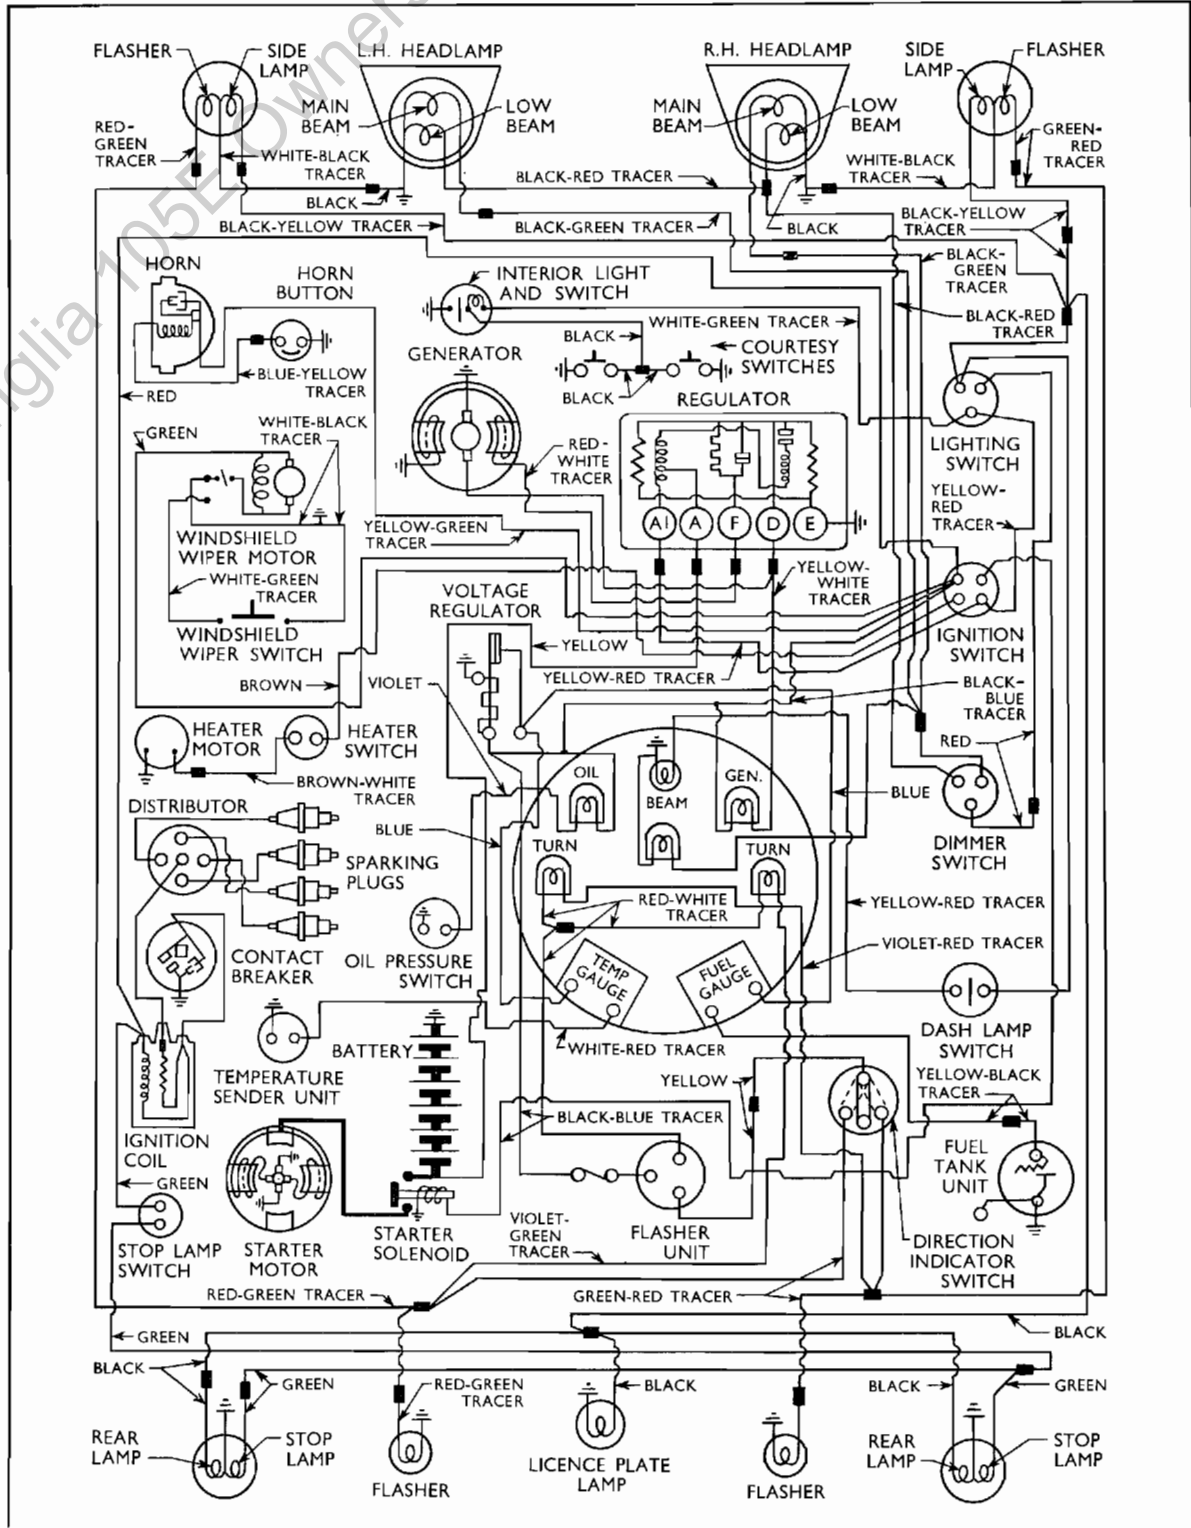 nglia 105E Owners
FLASHER
SIDE
LAMP
L.H. HEADLAMP
R.H. HEADLAMP
SIDE
LAMP
FLASHER
MAIN
BEAM
LOW
BEAM
MAIN
BEAM
LOW
BEAM
RED-
GREEN
TRACER
WHITE-BLACK
TRACER
BLACK
BLACK-RED TRACER
WHITE-BLACK
TRACER
GREEN-
RED
TRACER
BLACK-YELLOW TRACER
BLACK-GREEN TRACER
BLACK
BLACK-YELLOW
TRACER
BLACK-
GREEN
TRACER
BLACK-RED
TRACER
HORN
HORN
BUTTON
INTERIOR LIGHT
AND SWITCH
WHITE-GREEN TRACER
BLACK
COURTESY
SWITCHES
BLACK
GENERATOR
BLUE-YELLOW
TRACER
RED
REGULATOR
LIGHTING
SWITCH
GREEN
WHITE-BLACK
TRACER
RED-
WHITE
TRACER
YELLOW-
RED
TRACER
A1
A
F
D
E
WINDSHIELD
WIPER MOTOR
YELLOW-GREEN
TRACER
WHITE-GREEN
TRACER
VOLTAGE
REGULATOR
YELLOW-
WHITE
TRACER
WINDSHIELD
WIPER SWITCH
YELLOW
IGNITION
SWITCH
BROWN
VIOLET
YELLOW-RED TRACER
BLACK-
BLUE
TRACER
HEATER
MOTOR
HEATER
SWITCH
RED
BROWN-WHITE
TRACER
OIL
BEAM
GEN.
BLUE
DIMMER
SWITCH
DISTRIBUTOR
BLUE
SPARKING
PLUGS
TURN
TURN
RED-WHITE
TRACER
YELLOW-RED TRACER
CONTACT
BREAKER
OIL PRESSURE
SWITCH
TEMP
GAUGE
FUEL
GAUGE
VIOLET-RED TRACER
DASH LAMP
SWITCH
TEMPERATURE
SENDER UNIT
BATTERY
WHITE-RED TRACER
YELLOW
YELLOW-BLACK
TRACER
IGNITION
COIL
BLACK-BLUE TRACER
FUEL
TANK
UNIT
GREEN
STOP LAMP
SWITCH
STARTER
MOTOR
STARTER
SOLENOID
VIOLET-
GREEN
TRACER
FLASHER
UNIT
DIRECTION
INDICATOR
SWITCH
RED-GREEN TRACER
GREEN-RED TRACER
GREEN
BLACK
BLACK
GREEN
RED-GREEN
TRACER
BLACK
BLACK
GREEN
REAR
LAMP
STOP
LAMP
FLASHER
LICENCE PLATE
LAMP
FLASHER
REAR
LAMP
STOP
LAMP